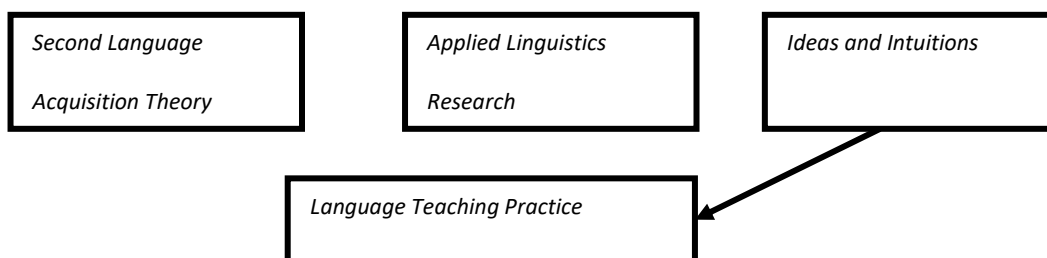 Second Language
Acquisition Theory
Applied Linguistics
Research
Ideas and Intuitions
Language Teaching Practice